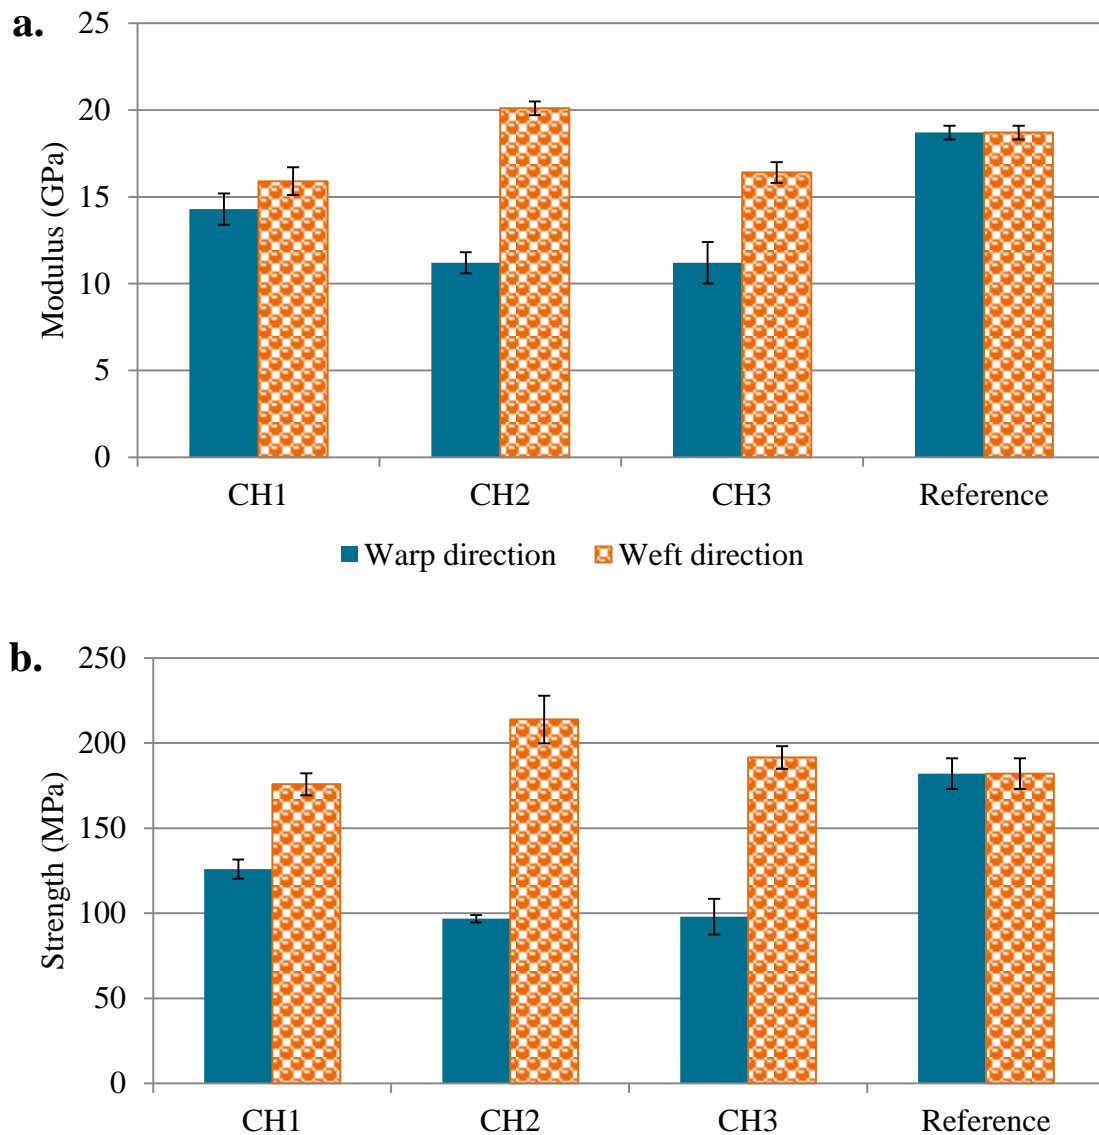 a.
25
20
15
10
5
0
Modulus (GPa)
CH1 CH2 CH3 Reference
Warp direction Weft direction
b.
250
200
150
100
50
0
Strength (MPa)
CH1 CH2 CH3 Reference